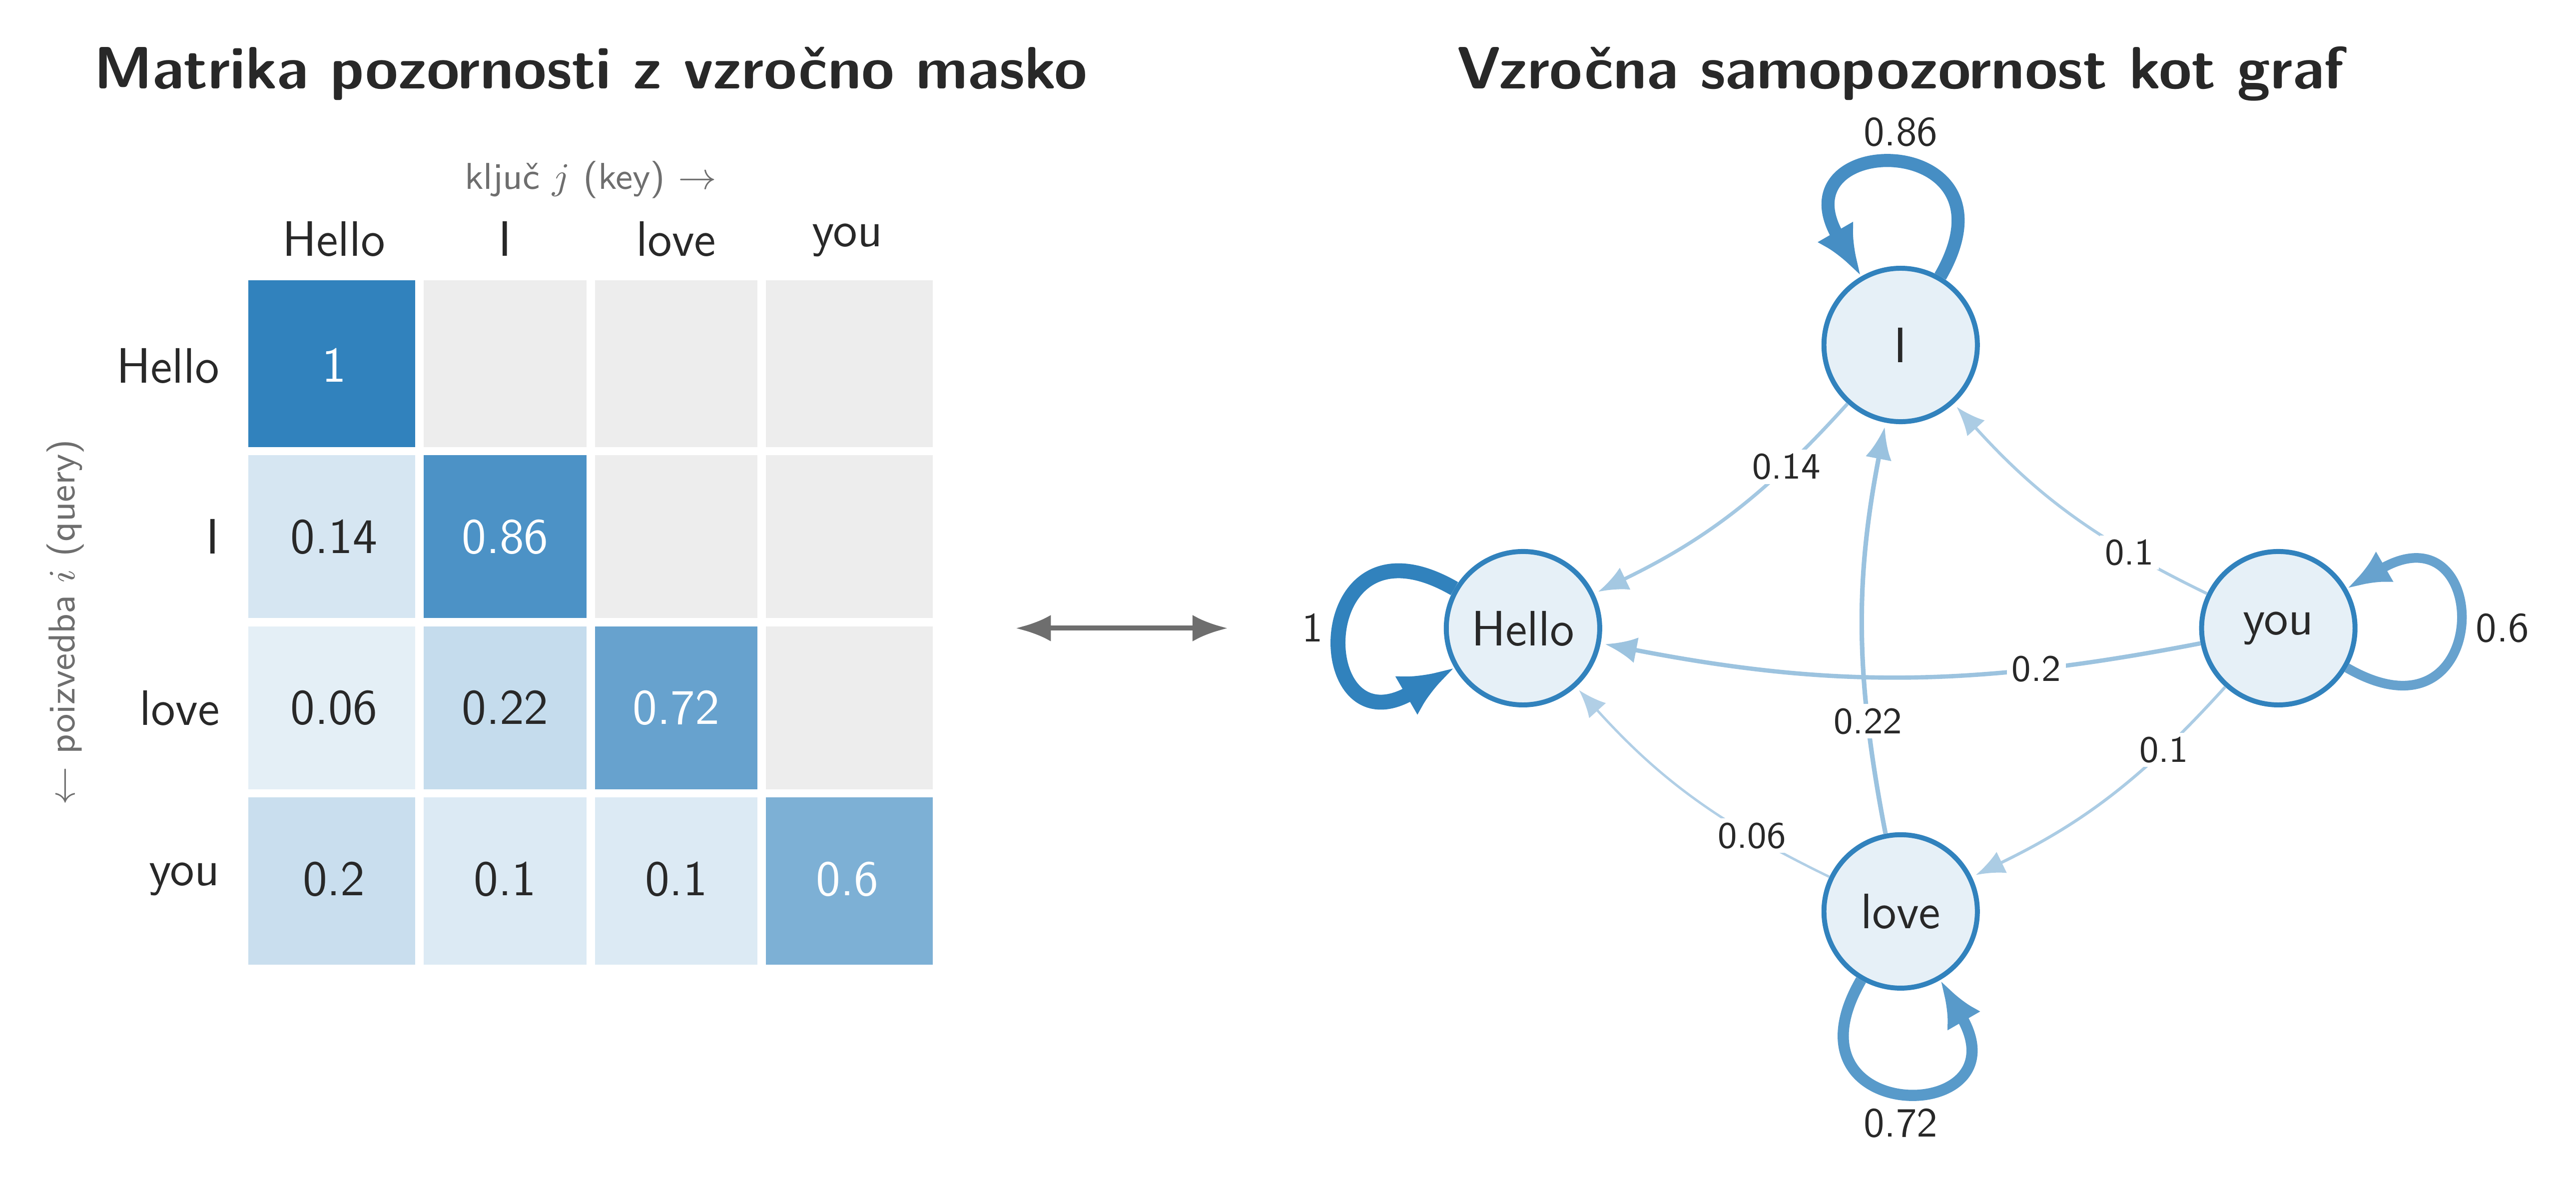 Matrika pozornosti z vzročno masko
ključ j (key) →
Hello I love you
← poizvedba i (query)
Hello 1
I 0.14 0.86
love 0.06 0.22 0.72
you 0.2 0.1 0.1 0.6
Vzročna samopozornost kot graf
0.86
I
0.14
0.1
1
Hello
you
0.6
0.2
0.22
0.1
0.06
love
0.72